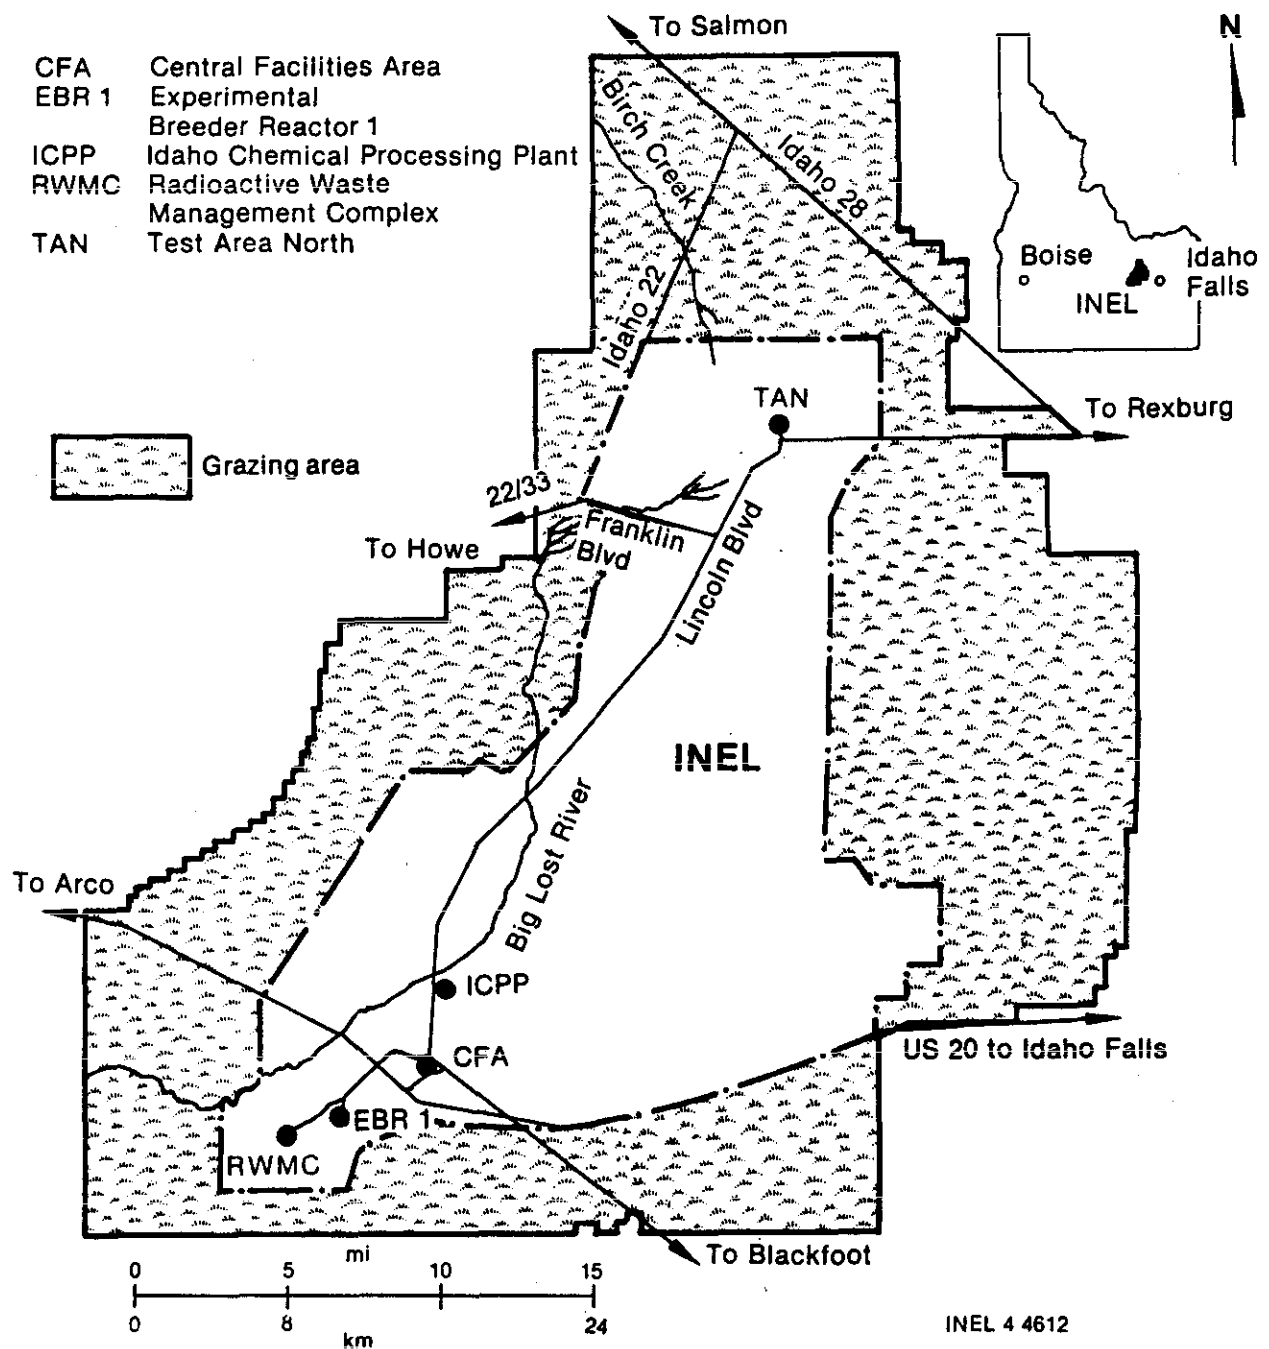 To Salmon
N
CFA Central Facilities Area
EBR 1 Experimental
Breeder Reactor 1
ICPP Idaho Chemical Processing Plant
RWMC Radioactive Waste
Management Complex
TAN Test Area North
Birch Creek
Idaho 28
Idaho 22
Boise
Idaho
Falls
INEL
TAN
To Rexburg
Grazing area
22/33
Franklin
Blvd
To Howe
Lincoln Blvd
INEL
Big Lost River
To Arco
ICPP
CFA
US 20 to Idaho Falls
EBR 1
RWMC
To Blackfoot
mi
0 5 10 15
0 8 24
km
INEL 4 4612